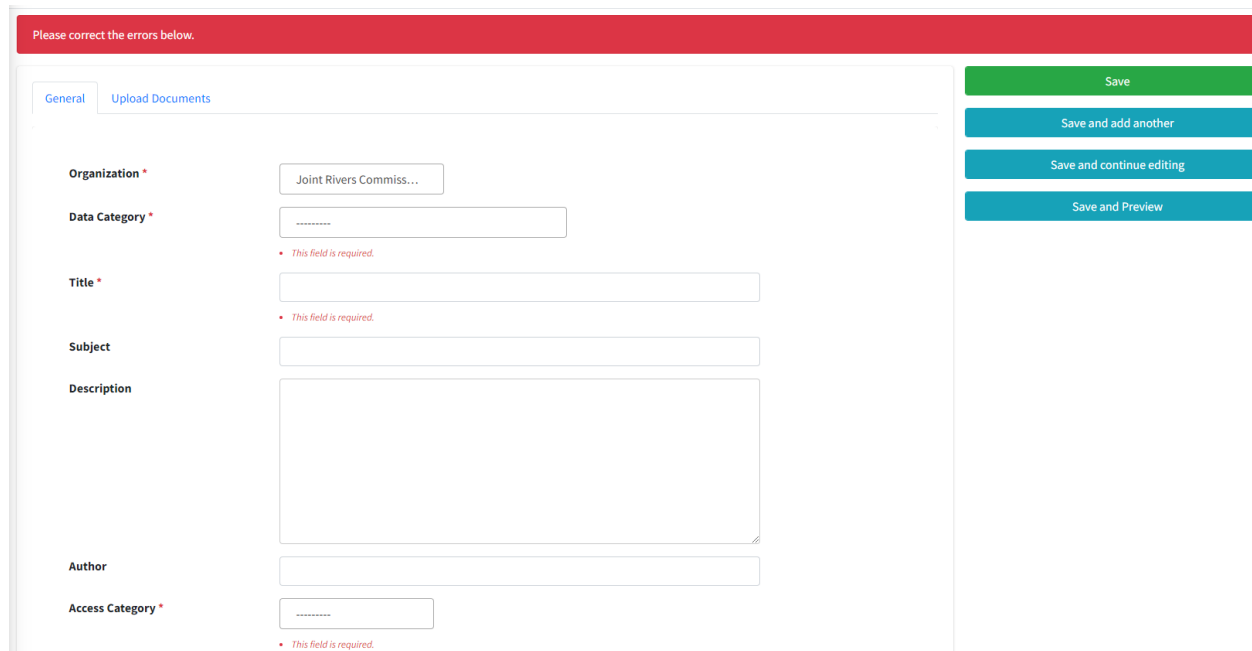 Please correct the errors below.
General Upload Documents
Save
Save and add another
Save and continue editing
Save and Preview
Organization *
Joint Rivers Commiss...
Data Category *
---------
This field is required.
Title *
This field is required.
Subject
Description
Author
Access Category *
---------
This field is required.